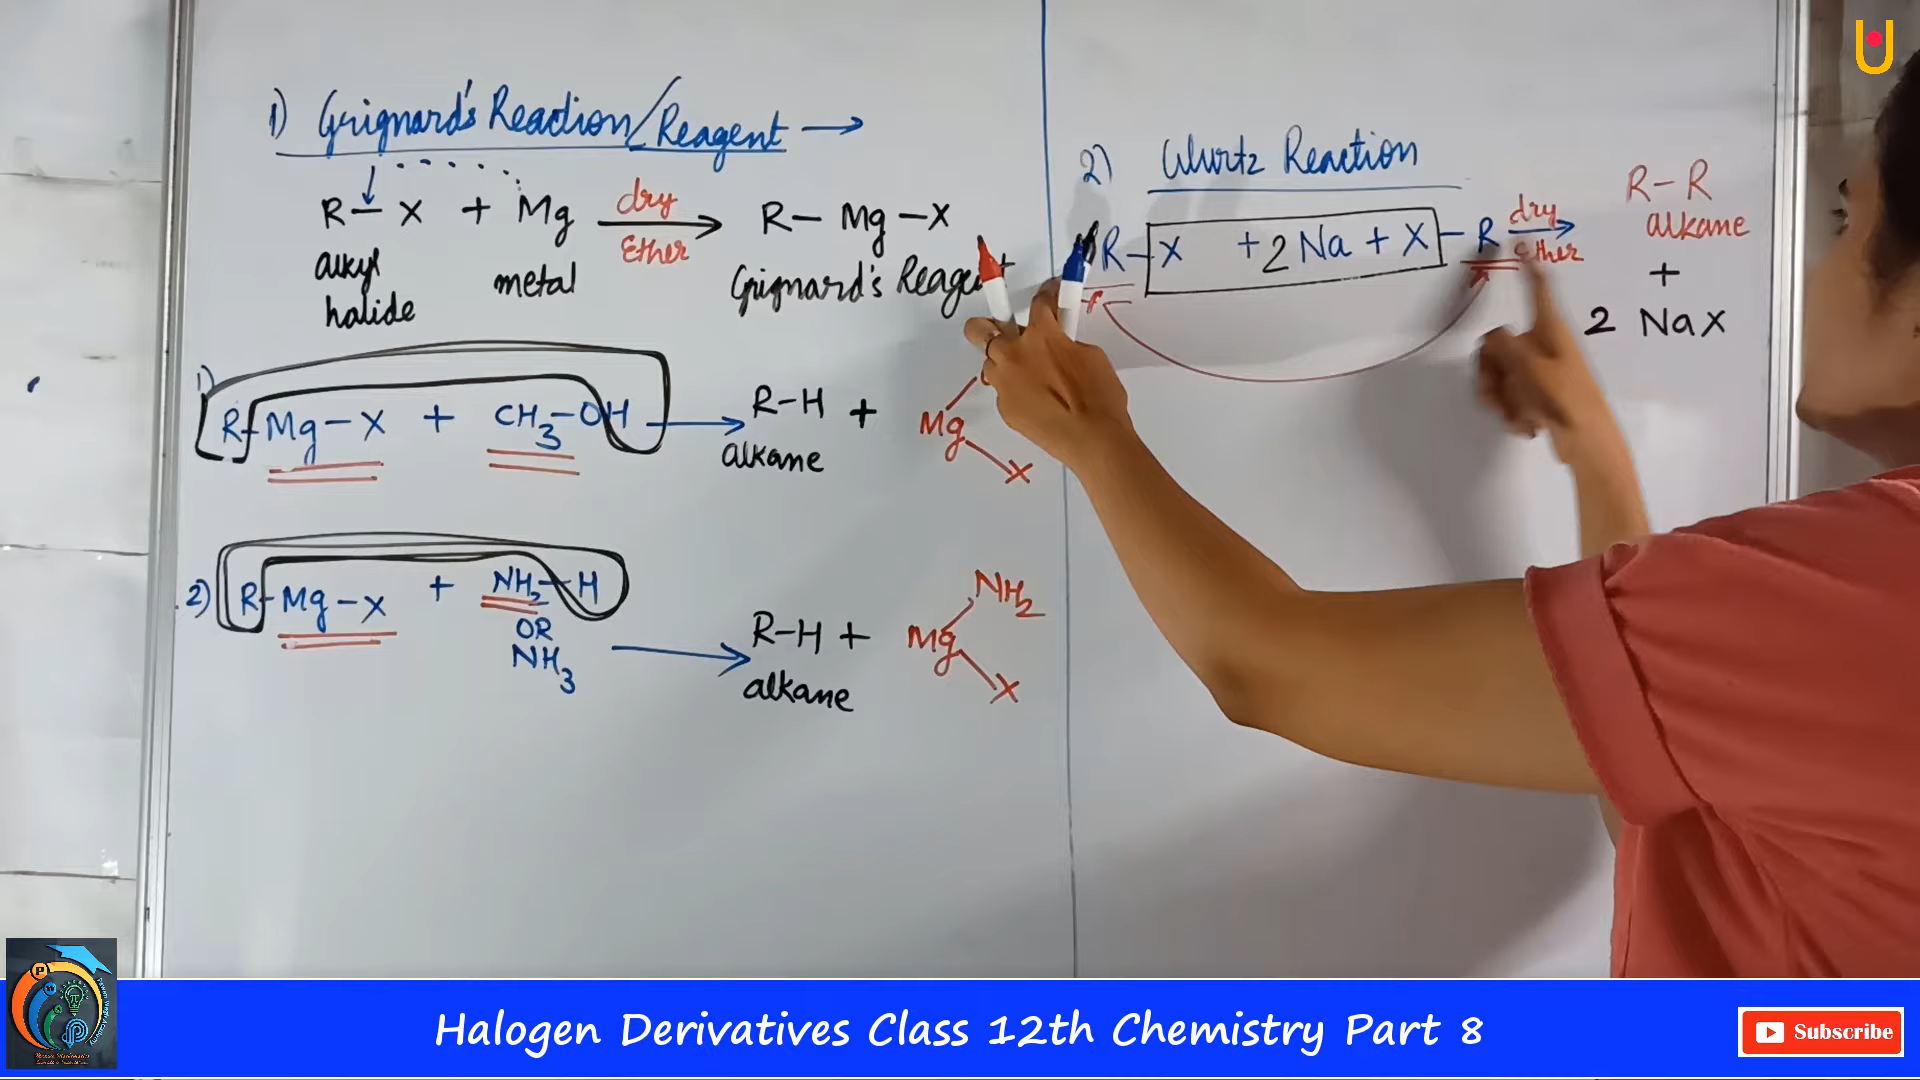 1) Grignard's Reaction/Reagent →
R–X + Mg dry Ether → R–Mg–X
alkyl halide metal Grignard's
1) R–Mg–X + CH3–OH → R–H + Mg X
alkane
2) R–Mg–X + NH2–H → R–H + Mg NH2 X
OR
NH3
alkane
2) Wurtz Reaction
R–X + 2 Na + X–R dry Ether → R–R
alkane
+
2 NaX
Halogen Derivatives Class 12th Chemistry Part 8
Subscribe